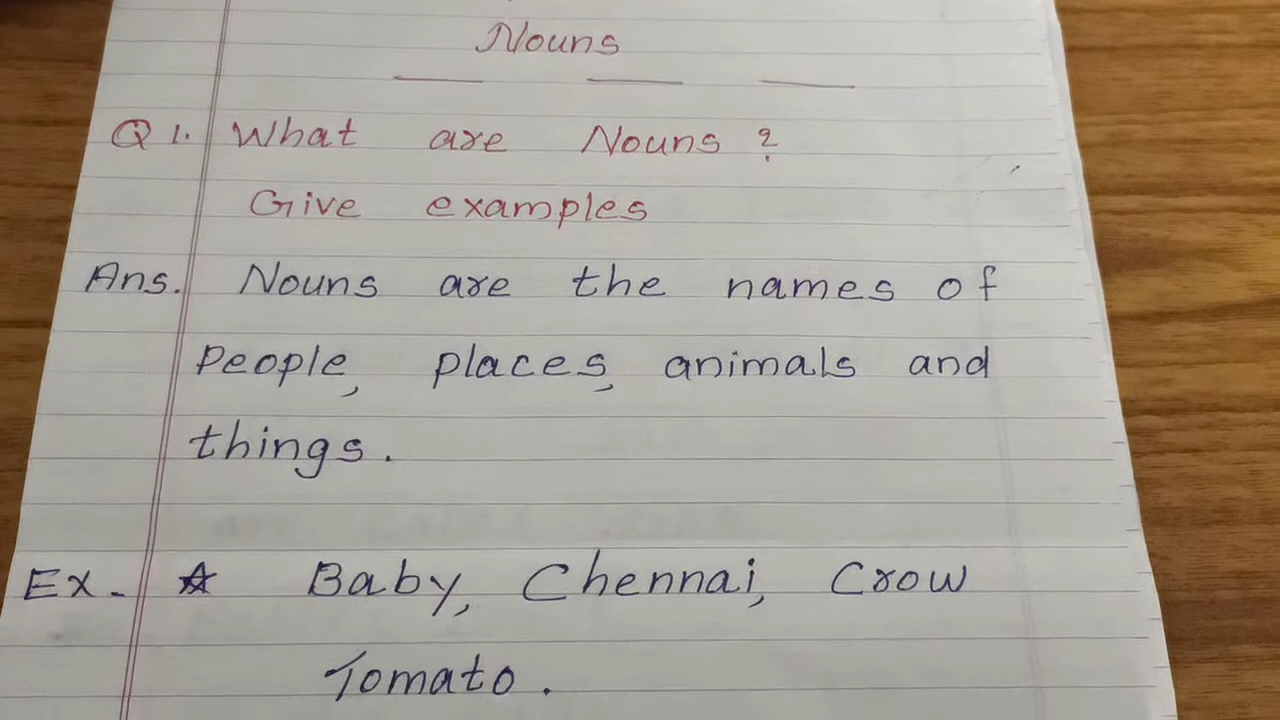 Nouns
Q 1. What are Nouns ?
Give examples
Ans. Nouns are the names of
People, places, animals and
things.
Ex - ☆ Baby, Chennai, Crow
Tomato.